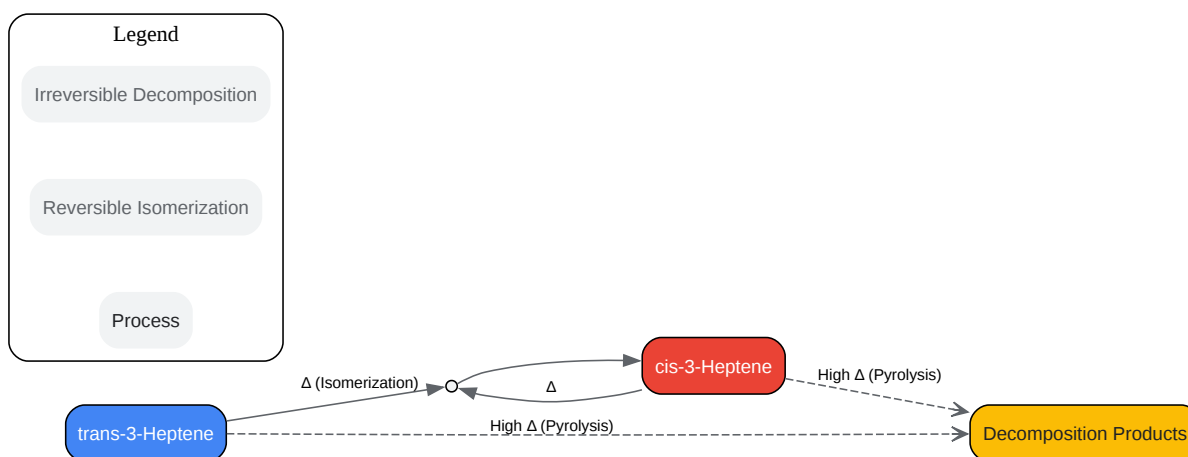 Legend
Irreversible Decomposition
Reversible Isomerization
Process
trans-3-Heptene
Δ (Isomerization)
Δ
cis-3-Heptene
High Δ (Pyrolysis)
High Δ (Pyrolysis)
Decomposition Products